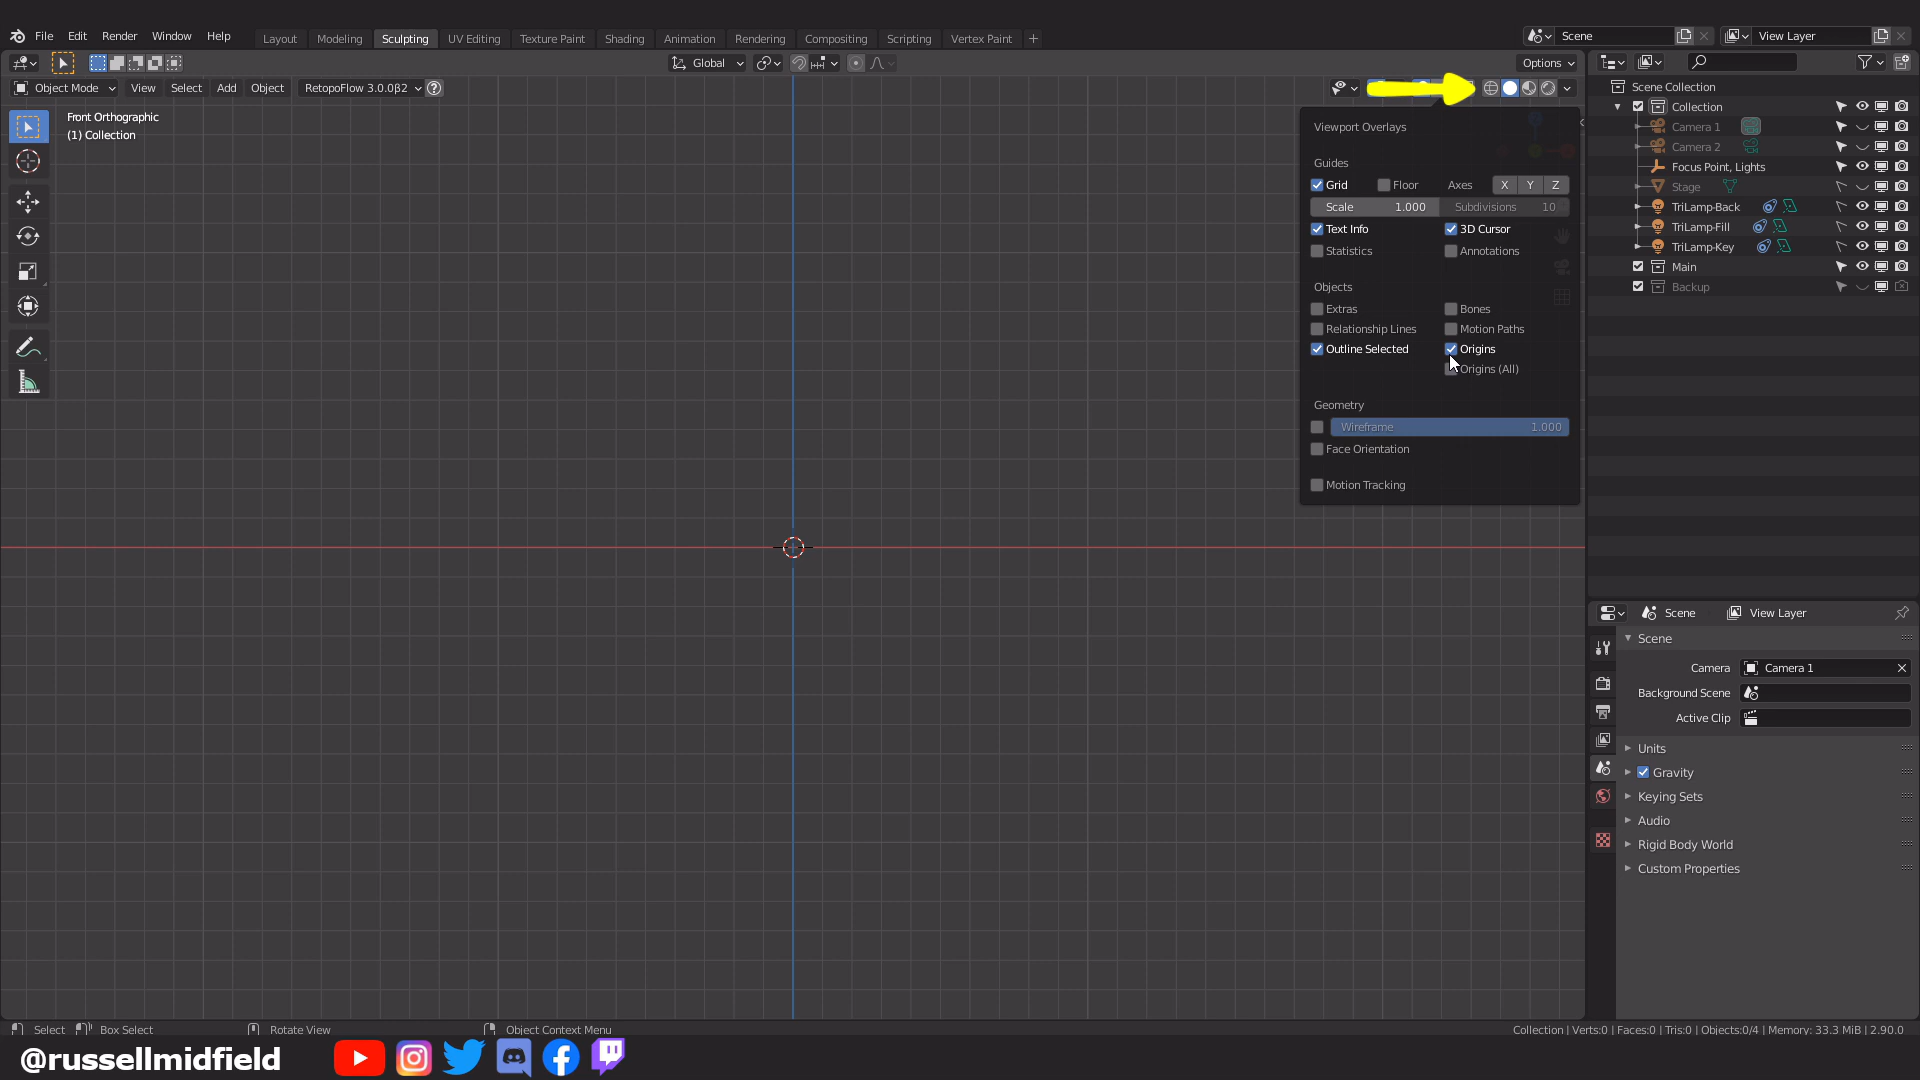 File Edit Render Window Help
Layout Modeling Sculpting UV Editing Texture Paint Shading Animation Rendering Compositing Scripting Vertex Paint +
Scene
View Layer
Global
Options
Object Mode View Select Add Object RetopoFlow 3.0.0β2
Front Orthographic
(1) Collection
Viewport Overlays
Guides
Grid Floor Axes X Y Z
Scale 1.000 Subdivisions 10
Text Info 3D Cursor
Statistics Annotations
Objects
Extras Bones
Relationship Lines Motion Paths
Outline Selected Origins
Origins (All)
Geometry
Wireframe 1.000
Face Orientation
Motion Tracking
Scene Collection
Collection
Camera 1
Camera 2
Focus Point, Lights
Stage
TriLamp-Back
TriLamp-Fill
TriLamp-Key
Main
Backup
Scene View Layer
Scene
Camera Camera 1
Background Scene
Active Clip
Units
Gravity
Keying Sets
Audio
Rigid Body World
Custom Properties
Select Box Select Rotate View Object Context Menu
Collection | Verts:0 | Faces:0 | Tris:0 | Objects:0/4 | Memory: 33.3 MiB | 2.90.0
@russellmidfield